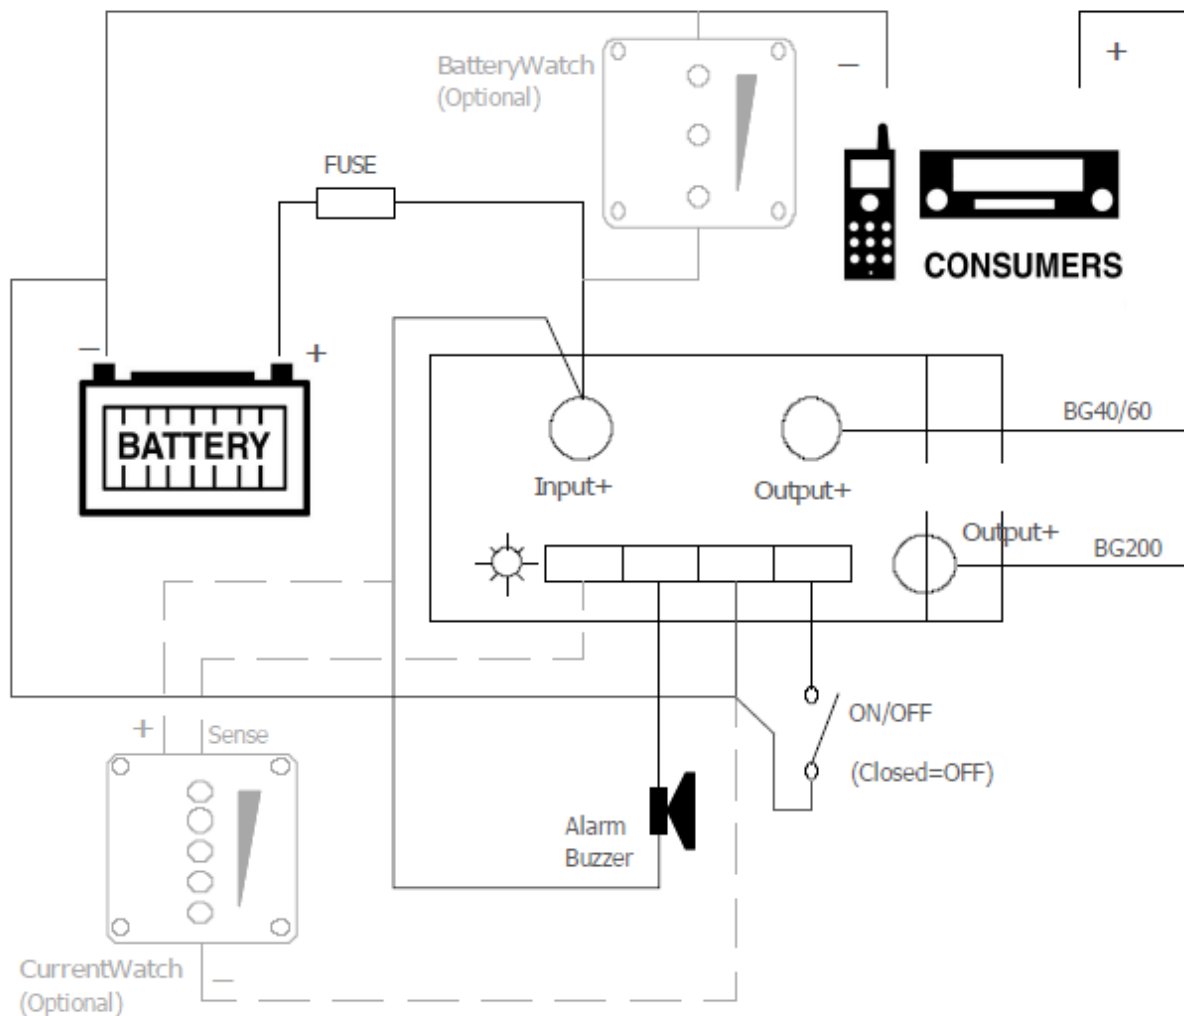 BatteryWatch
(Optional)
–
+
FUSE
CONSUMERS
–
+
BATTERY
BG40/60
Input+
Output+
Output+
BG200
+
Sense
ON/OFF
(Closed=OFF)
Alarm
Buzzer
CurrentWatch
(Optional)
–